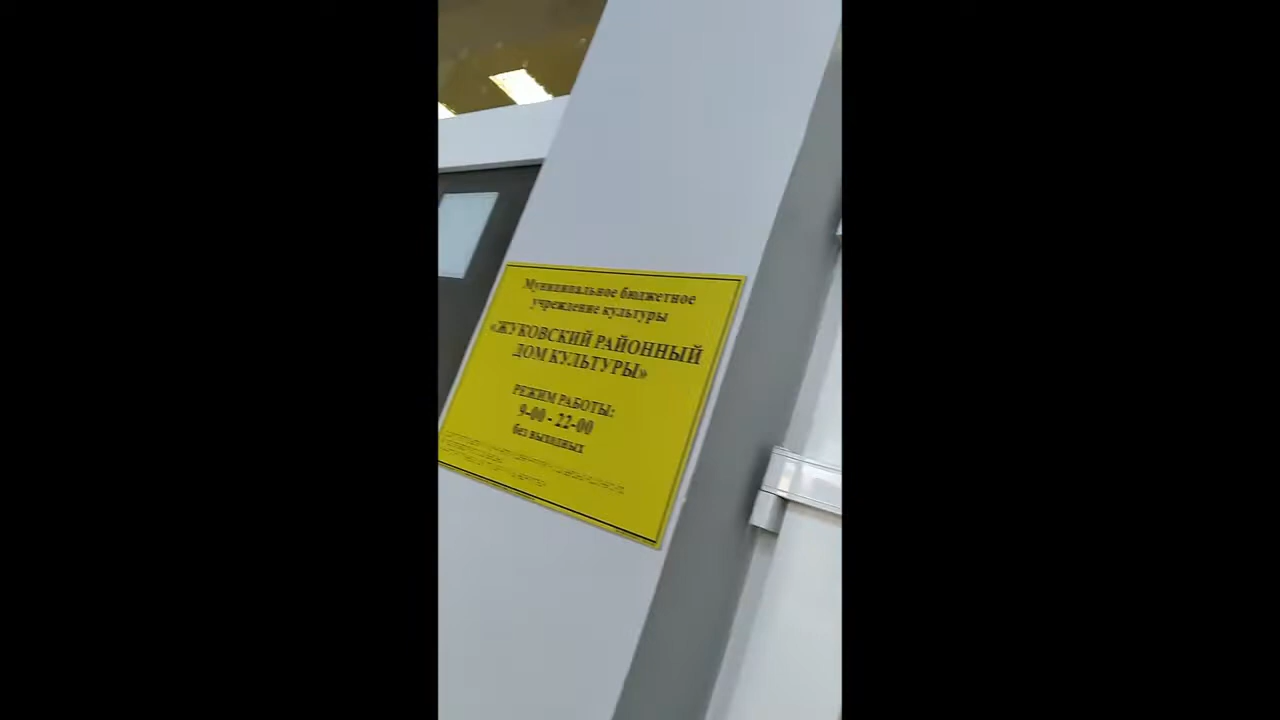 Муниципальное бюджетное
учреждение культуры
«ЖУКОВСКИЙ РАЙОННЫЙ
ДОМ КУЛЬТУРЫ»
РЕЖИМ РАБОТЫ:
9-00 - 22-00
без выходных